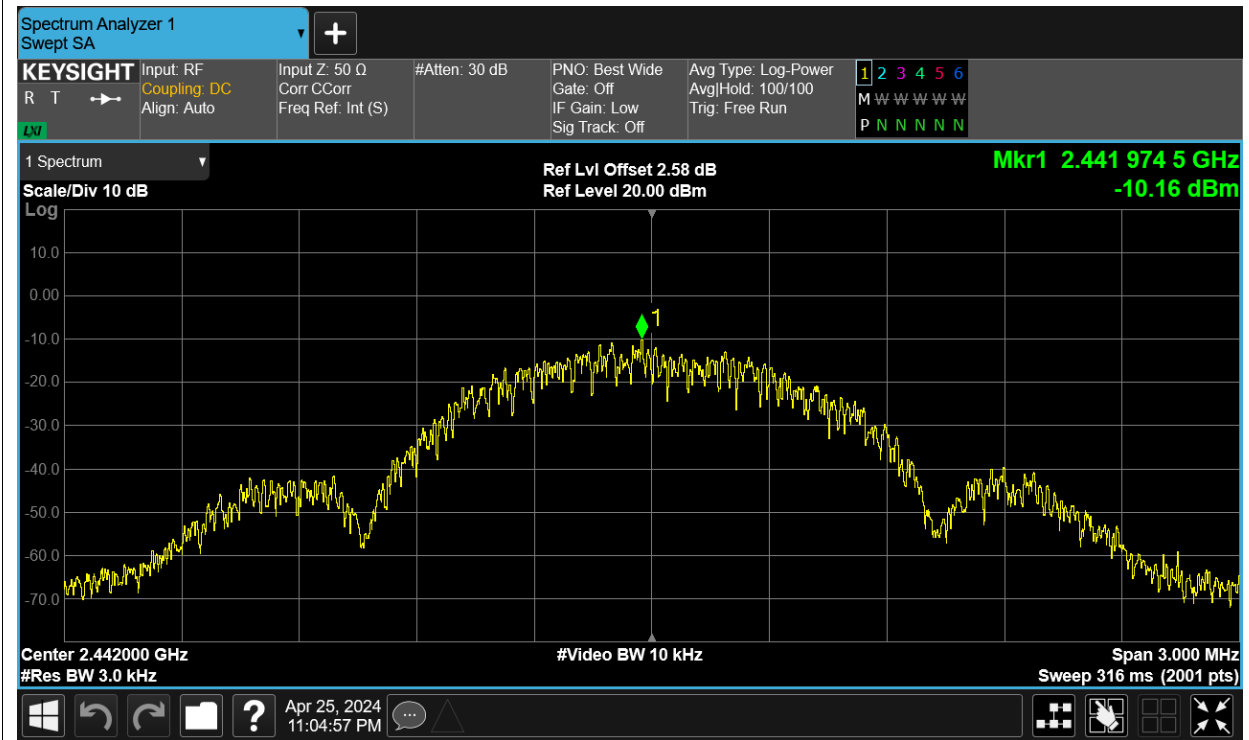 Spectrum Analyzer 1
Swept SA
KEYSIGHT
R T
LXI
Input: RF
Coupling: DC
Align: Auto
Input Z: 50 Ω
Corr CCorr
Freq Ref: Int (S)
#Atten: 30 dB
PNO: Best Wide
Gate: Off
IF Gain: Low
Sig Track: Off
Avg Type: Log-Power
Avg|Hold: 100/100
Trig: Free Run
1 2 3 4 5 6
M W W W W W
P N N N N N
1 Spectrum
Scale/Div 10 dB
Log
Ref Lvl Offset 2.58 dB
Ref Level 20.00 dBm
Mkr1 2.441 974 5 GHz
-10.16 dBm
10.0
0.00
-10.0
-20.0
-30.0
-40.0
-50.0
-60.0
-70.0
1
Center 2.442000 GHz
#Res BW 3.0 kHz
#Video BW 10 kHz
Span 3.000 MHz
Sweep 316 ms (2001 pts)
?
Apr 25, 2024
11:04:57 PM